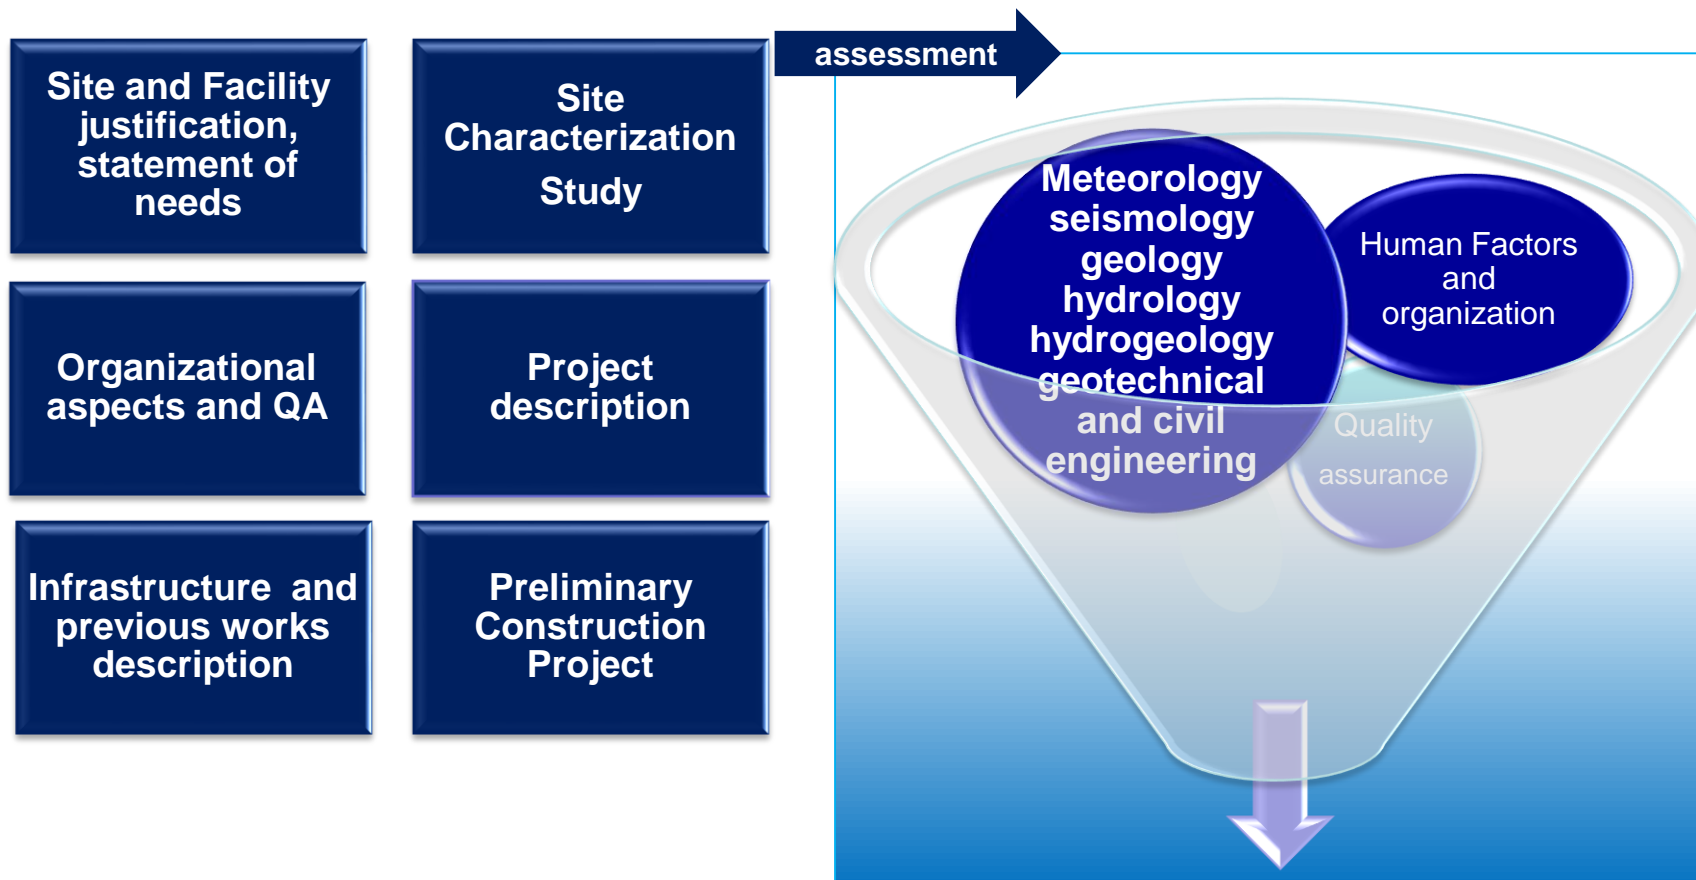 Site and Facility
justification,
statement of
needs
Site
Characterization
Study
assessment
Organizational
aspects and QA
Project
description
Infrastructure  and
previous works
description
Preliminary
Construction
Project
Meteorology
seismology
geology
hydrology
hydrogeology
geotechnical
and civil
engineering
Human Factors
and
organization
Quality
assurance